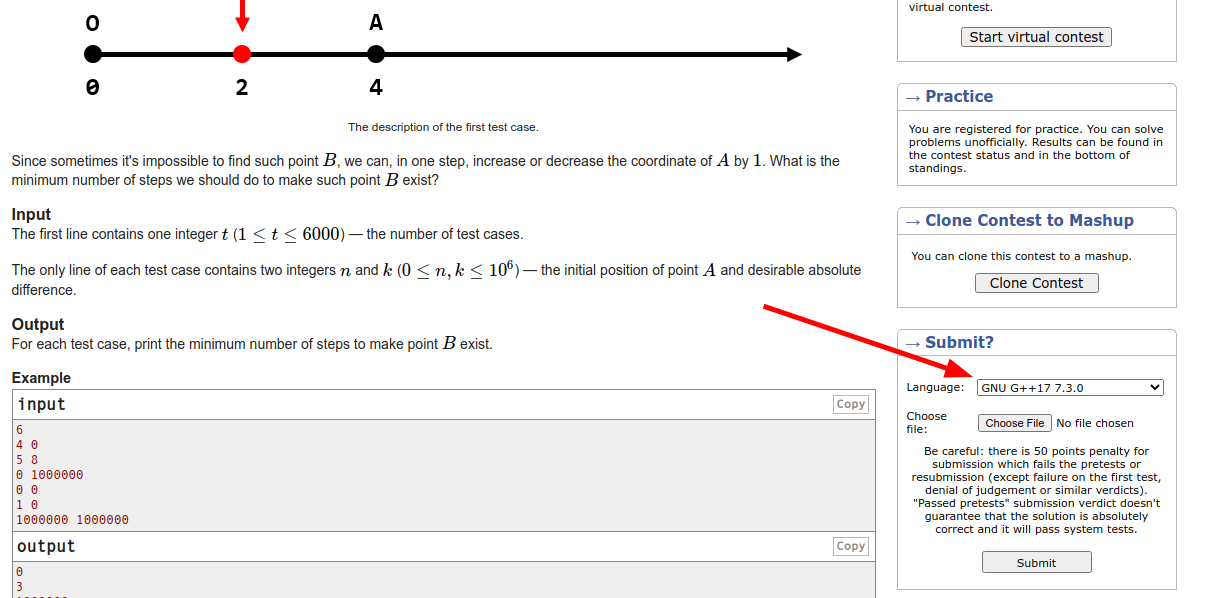 O A
0 2 4
The description of the first test case.
Since sometimes it's impossible to find such point B, we can, in one step, increase or decrease the coordinate of A by 1. What is the
minimum number of steps we should do to make such point B exist?
Input
The first line contains one integer t (1 ≤ t ≤ 6000) — the number of test cases.
The only line of each test case contains two integers n and k (0 ≤ n, k ≤ 10⁶) — the initial position of point A and desirable absolute
difference.
Output
For each test case, print the minimum number of steps to make point B exist.
Example
input
Copy
6
4 0
5 8
0 1000000
0 0
1 0
1000000 1000000
output
Copy
0
3
virtual contest.
Start virtual contest
→ Practice
You are registered for practice. You can solve
problems unofficially. Results can be found in
the contest status and in the bottom of
standings.
→ Clone Contest to Mashup
You can clone this contest to a mashup.
Clone Contest
→ Submit?
Language: GNU G++17 7.3.0
Choose
file: Choose File No file chosen
Be careful: there is 50 points penalty for
submission which fails the pretests or
resubmission (except failure on the first test,
denial of judgement or similar verdicts).
"Passed pretests" submission verdict doesn't
guarantee that the solution is absolutely
correct and it will pass system tests.
Submit